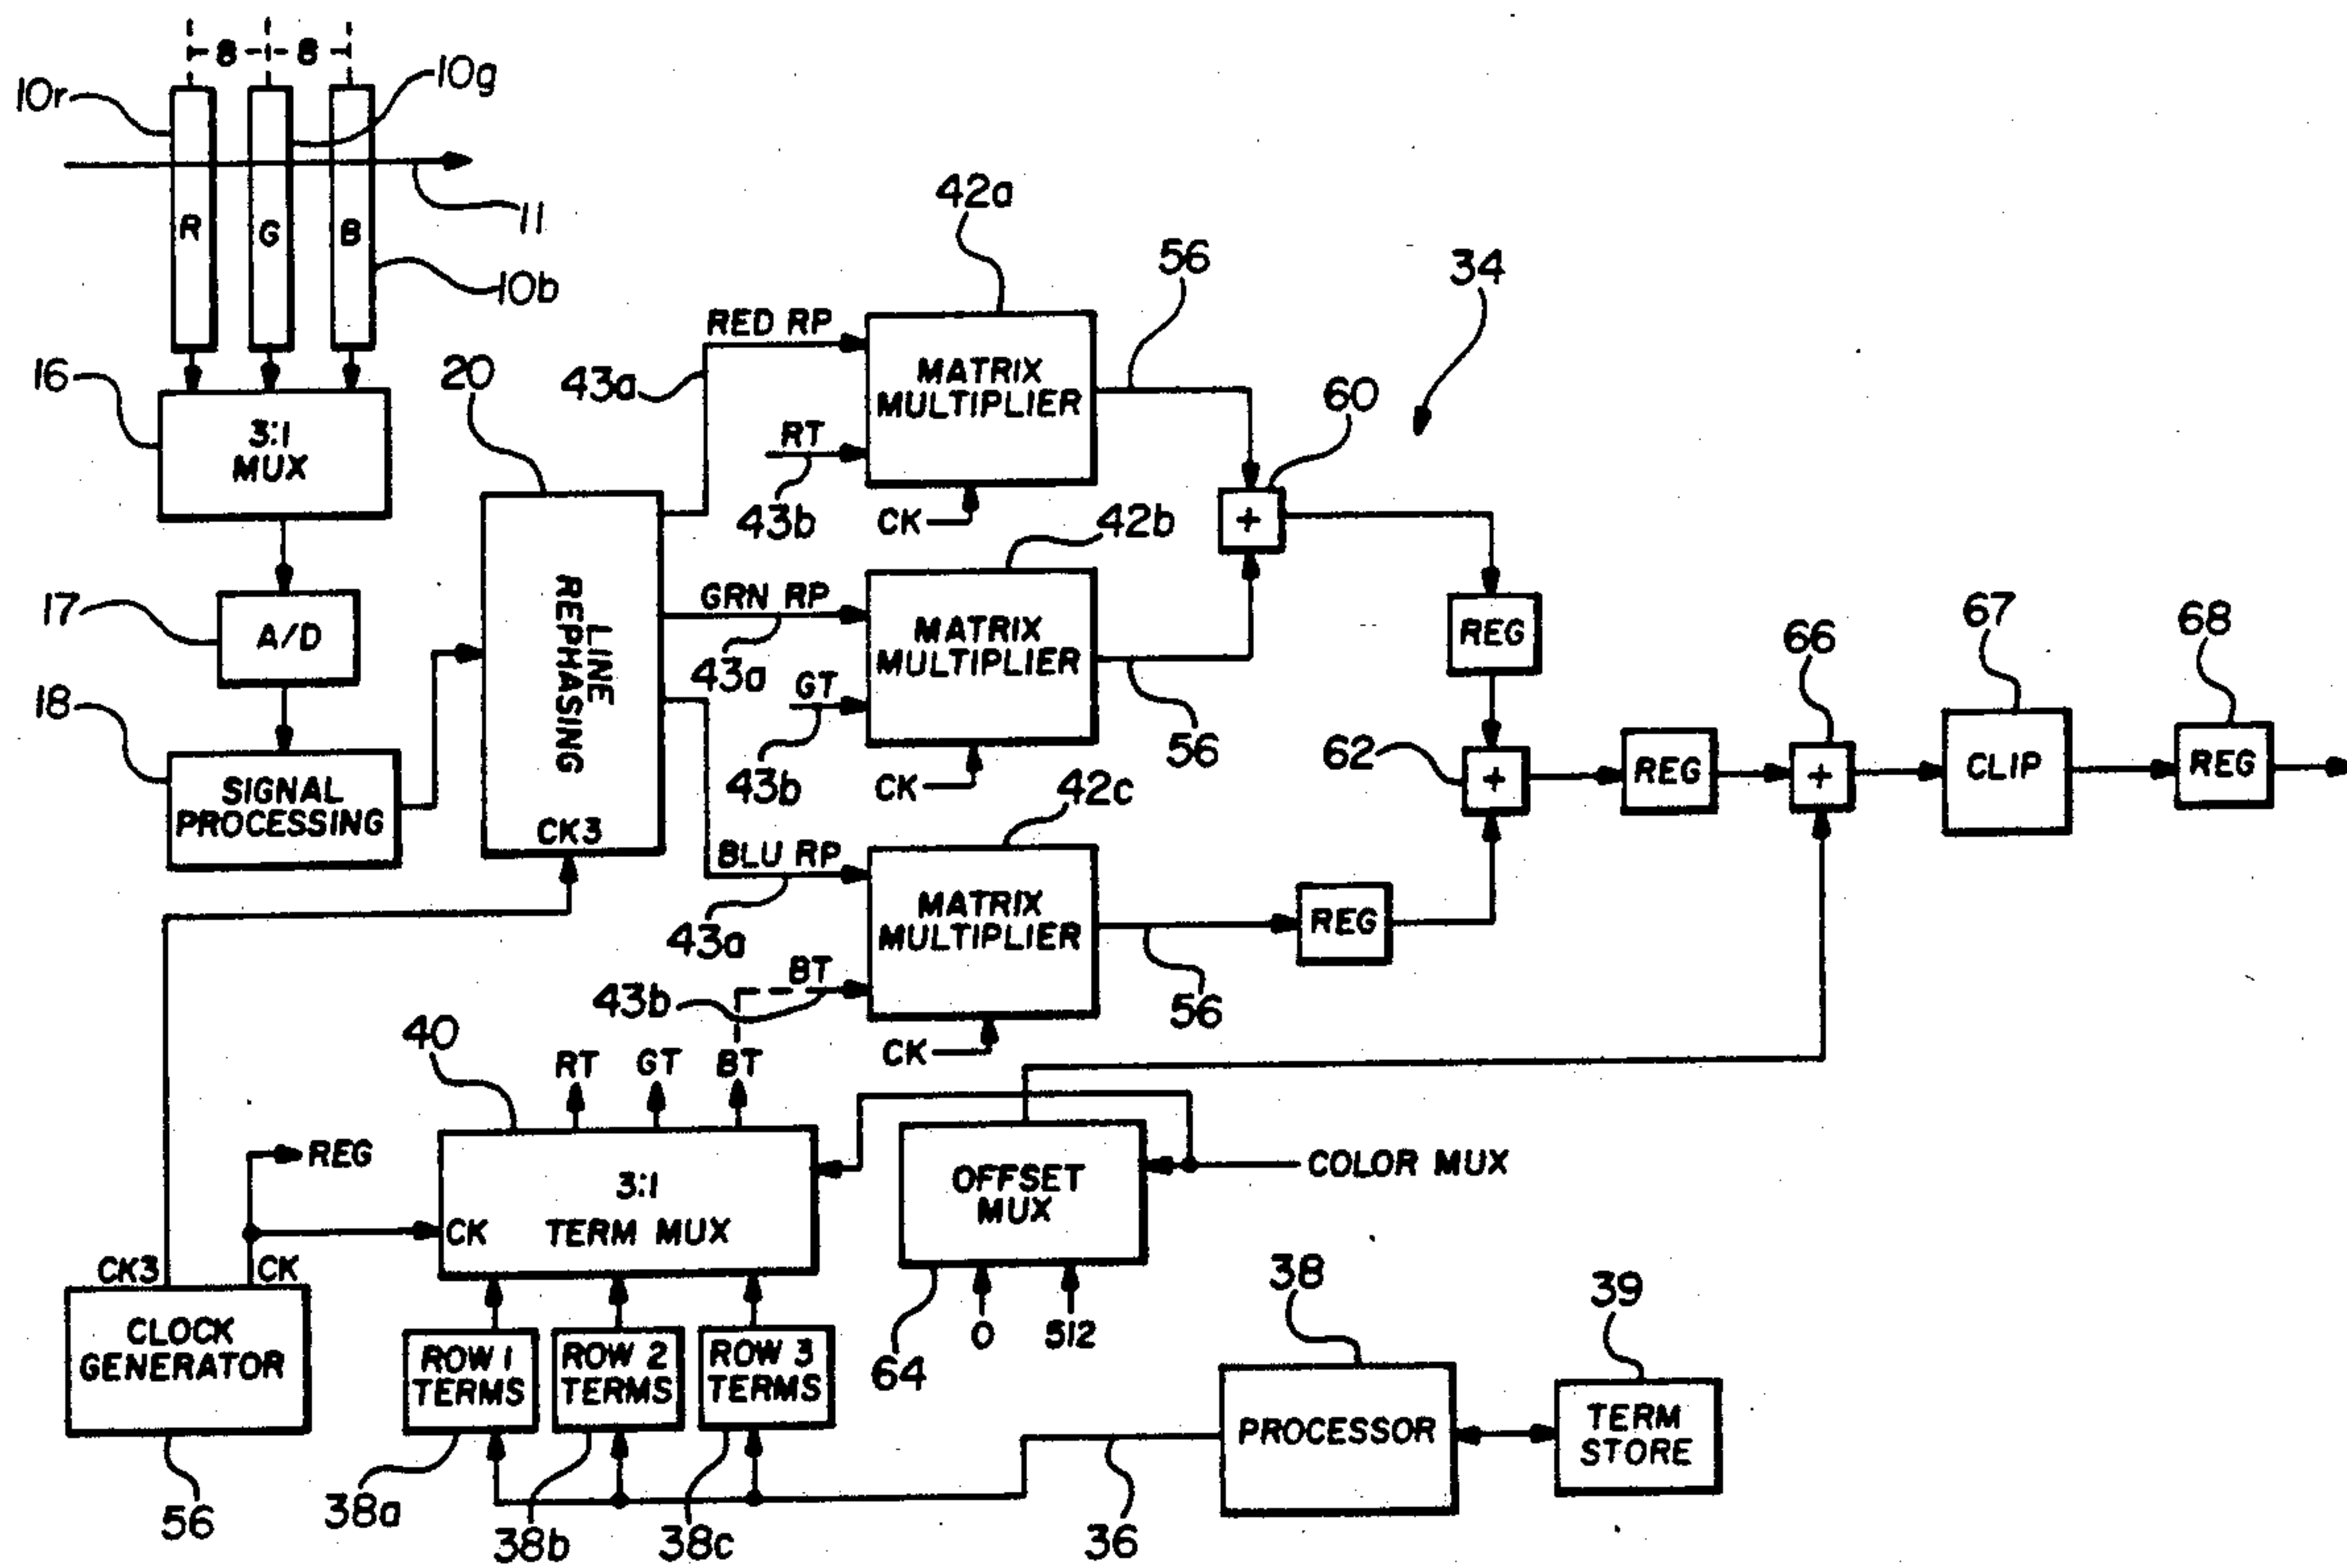 8 8
10r
10g
R
G
B
11
10b
16
3:1
MUX
17
A/D
18
SIGNAL
PROCESSING
20
LINE
REPHASING
CK3
RED RP
43a
RT
43b
CK
42a
MATRIX
MULTIPLIER
56
34
60
+
GRN RP
43a
GT
43b
CK
42b
MATRIX
MULTIPLIER
56
REG
BLU RP
43a
BT
43b
CK
42c
MATRIX
MULTIPLIER
56
REG
62
+
REG
66
+
67
CLIP
68
REG
40
RT
GT
BT
REG
CK
3:1
TERM MUX
OFFSET
MUX
COLOR MUX
64
0
512
CK3
CK
CLOCK
GENERATOR
56
ROW 1
TERMS
ROW 2
TERMS
ROW 3
TERMS
38a
38b
38c
36
38
PROCESSOR
39
TERM
STORE